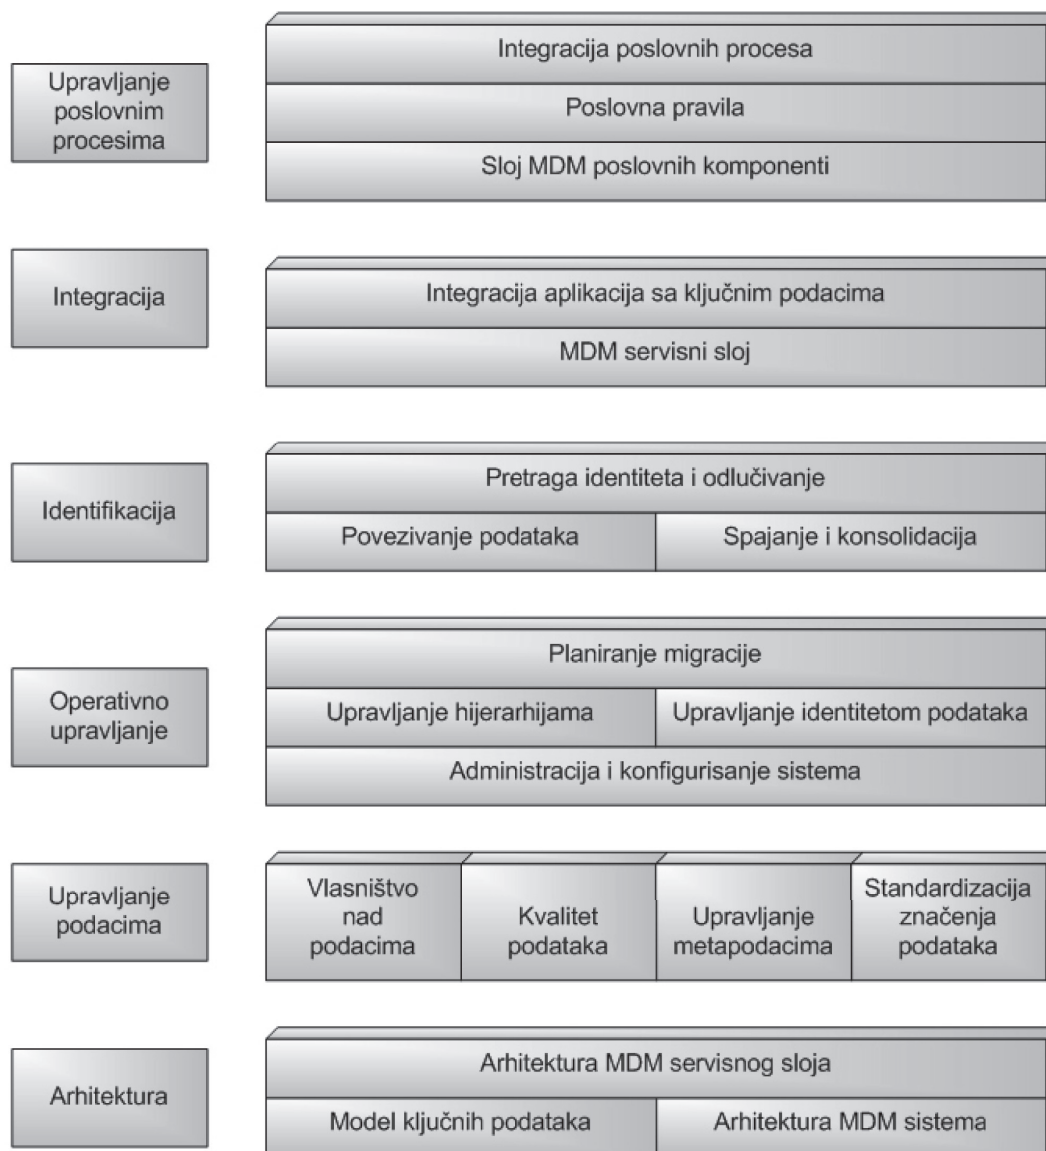 Upravljanje
poslovnim
procesima
Integracija poslovnih procesa
Poslovna pravila
Sloj MDM poslovnih komponenti
Integracija
Integracija aplikacija sa ključnim podacima
MDM servisni sloj
Identifikacija
Pretraga identiteta i odlučivanje
Povezivanje podataka
Spajanje i konsolidacija
Operativno
upravljanje
Planiranje migracije
Upravljanje hijerarhijama
Upravljanje identitetom podataka
Administracija i konfigurisanje sistema
Upravljanje
podacima
Vlasništvo
nad
podacima
Kvalitet
podataka
Upravljanje
metapodacima
Standardizacija
značenja
podataka
Arhitektura
Arhitektura MDM servisnog sloja
Model ključnih podataka
Arhitektura MDM sistema